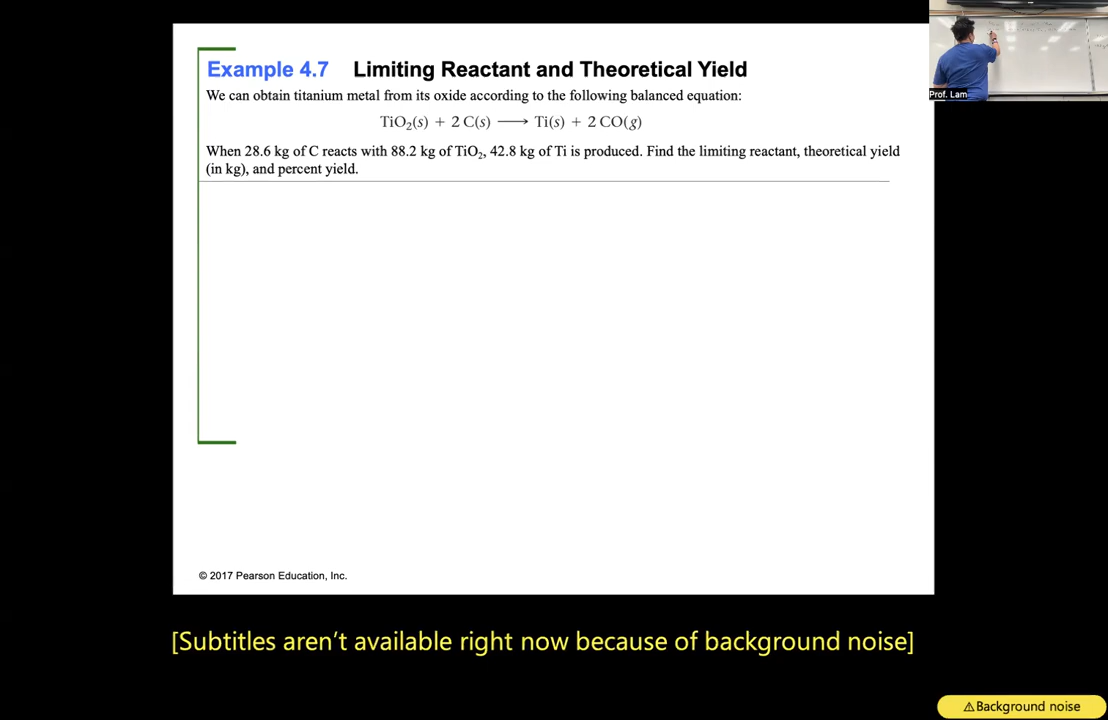 Example 4.7 Limiting Reactant and Theoretical Yield
We can obtain titanium metal from its oxide according to the following balanced equation:
TiO₂(s) + 2 C(s) ⟶ Ti(s) + 2 CO(g)
When 28.6 kg of C reacts with 88.2 kg of TiO₂, 42.8 kg of Ti is produced. Find the limiting reactant, theoretical yield
(in kg), and percent yield.
© 2017 Pearson Education, Inc.
Prof. Lam
[Subtitles aren't available right now because of background noise]
⚠Background noise